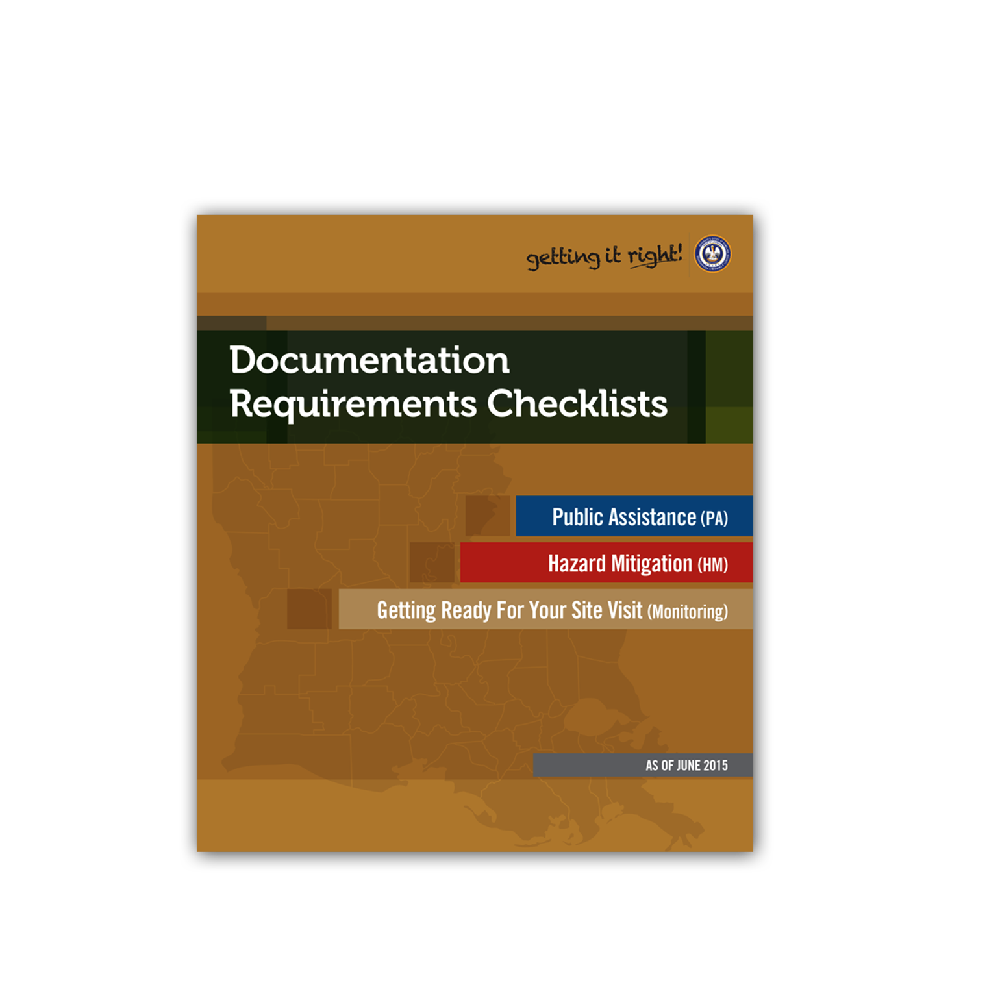 getting it right!
Documentation
Requirements Checklists
Public Assistance (PA)
Hazard Mitigation (HM)
Getting Ready For Your Site Visit (Monitoring)
AS OF JUNE 2015